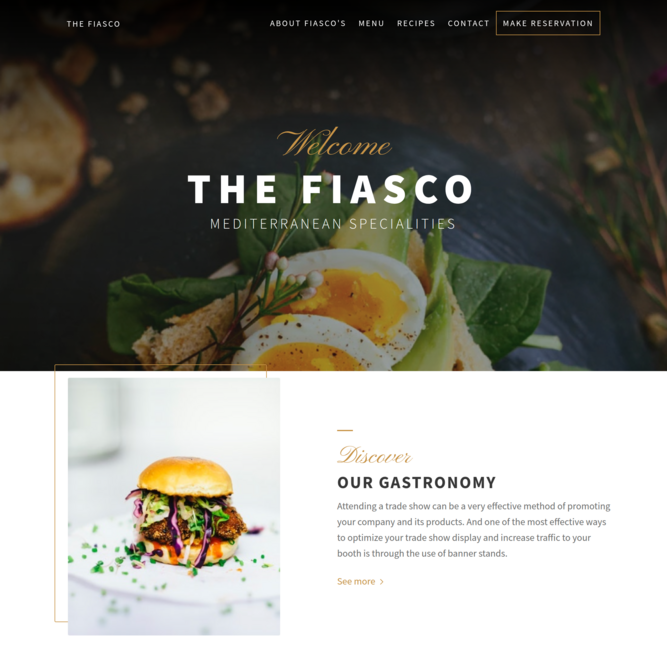 THE FIASCO
ABOUT FIASCO'S MENU RECIPES CONTACT MAKE RESERVATION
Welcome
THE FIASCO
MEDITERRANEAN SPECIALITIES
Discover
OUR GASTRONOMY
Attending a trade show can be a very effective method of promoting
your company and its products. And one of the most effective ways
to optimize your trade show display and increase traffic to your
booth is through the use of banner stands.
See more >